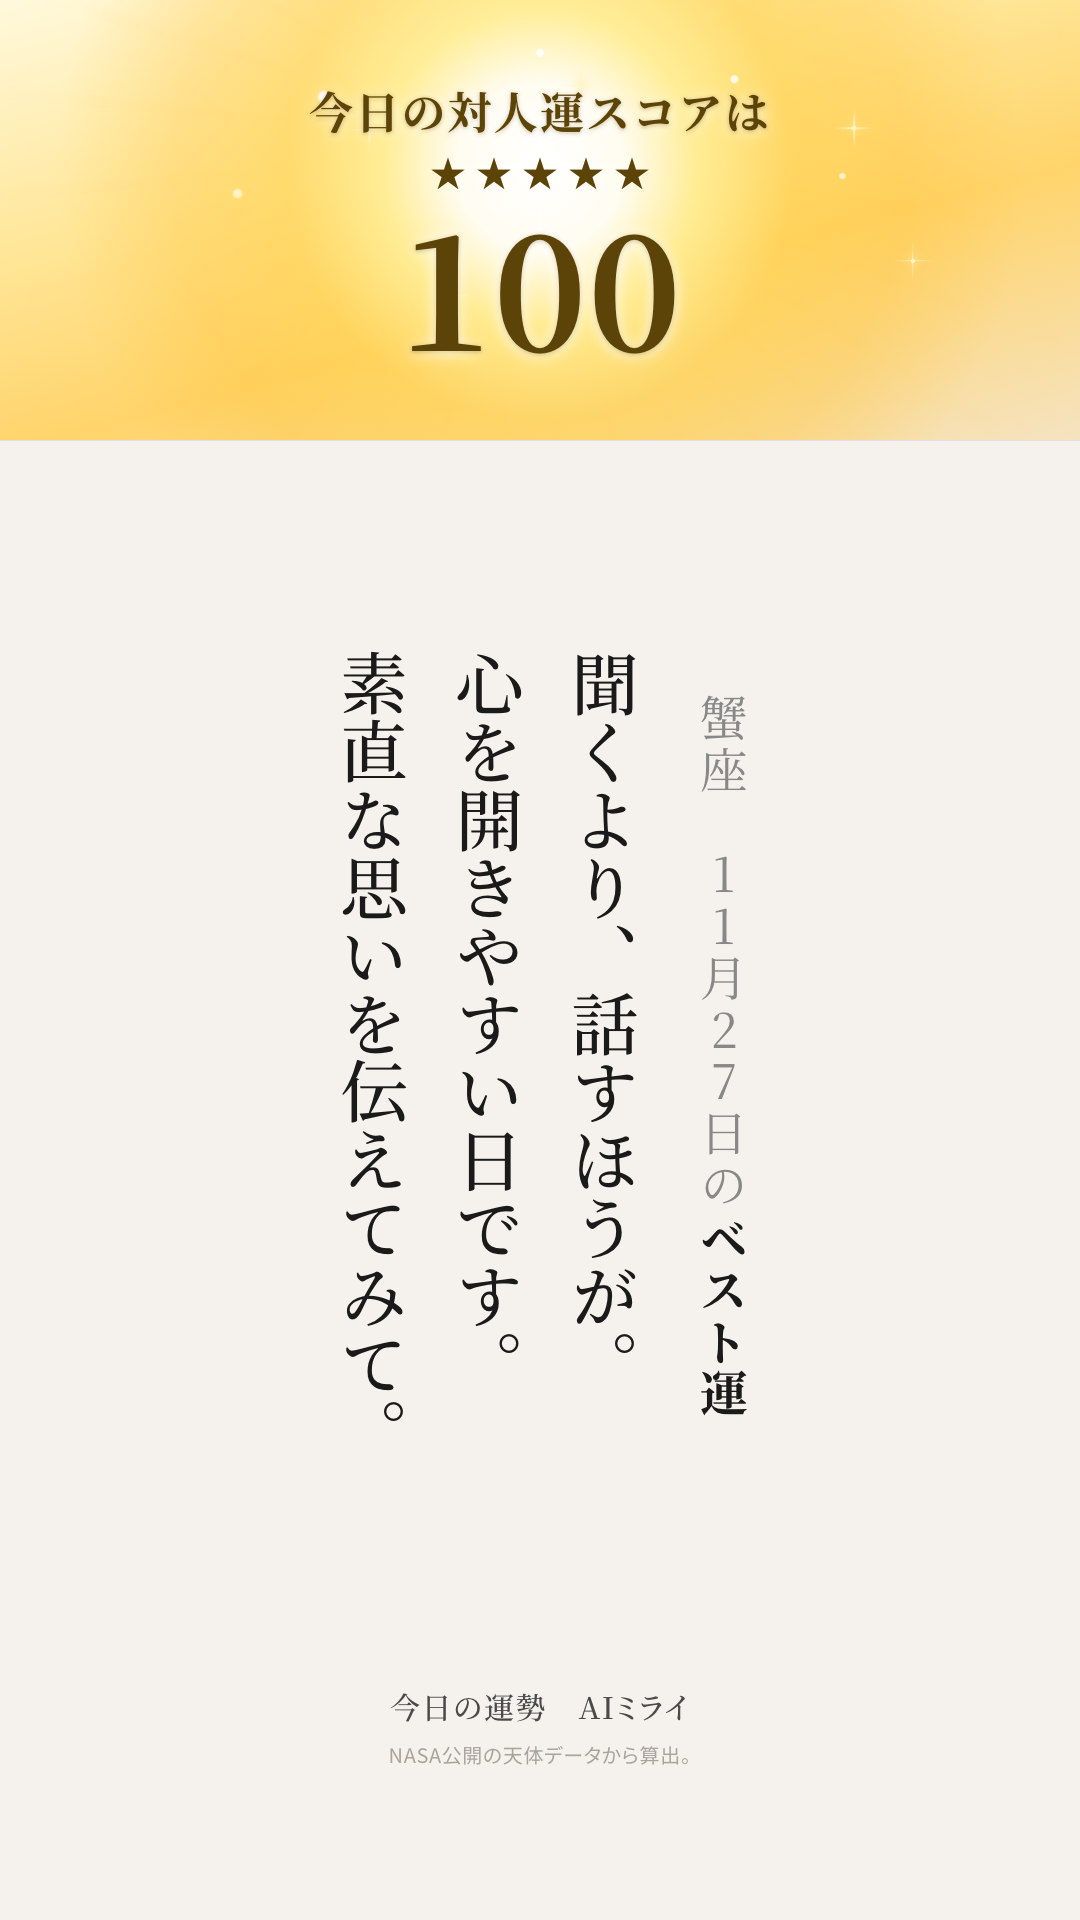 今日の対人運スコアは
★★★★★
100
蟹座　11月27日のベスト運
聞くより、話すほうが。
心を開きやすい日です。
素直な思いを伝えてみて。
今日の運勢　AIミライ
NASA公開の天体データから算出。